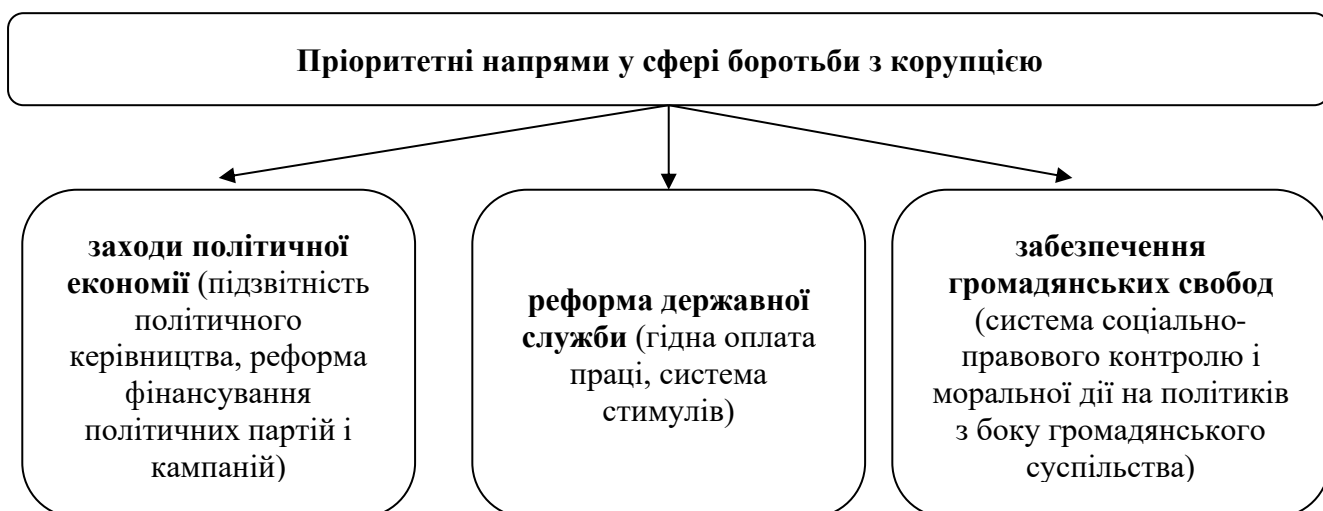 Пріоритетні напрями у сфері боротьби з корупцією
заходи політичної
економії (підзвітність
політичного
керівництва, реформа
фінансування
політичних партій і
кампаній)
реформа державної
служби (гідна оплата
праці, система
стимулів)
забезпечення
громадянських свобод
(система соціально-
правового контролю і
моральної дії на політиків
з боку громадянського
суспільства)